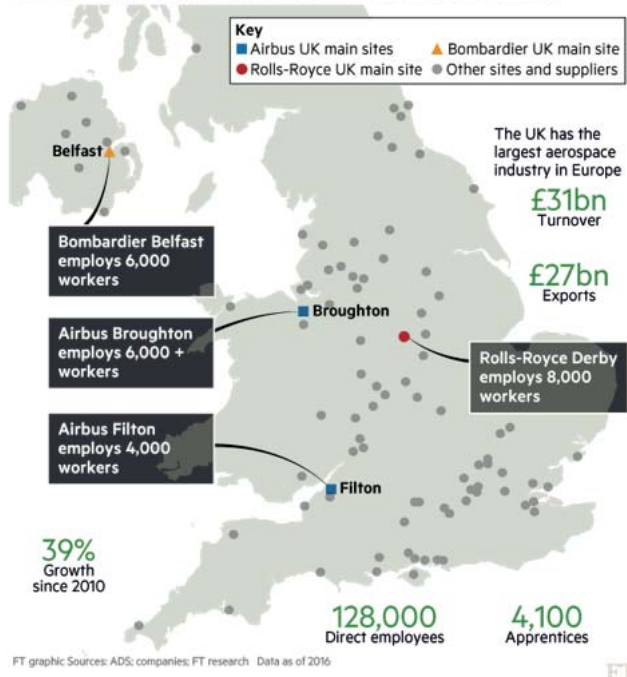 Key
Airbus UK main sites
Bombardier UK main site
Rolls-Royce UK main site
Other sites and suppliers
The UK has the
largest aerospace
industry in Europe
£31bn
Turnover
£27bn
Exports
Belfast
Bombardier Belfast
employs 6,000
workers
Broughton
Airbus Broughton
employs 6,000 +
workers
Rolls-Royce Derby
employs 8,000
workers
Airbus Filton
employs 4,000
workers
Filton
39%
Growth
since 2010
128,000
Direct employees
4,100
Apprentices
FT graphic Sources: ADS; companies; FT research Data as of 2016
FT